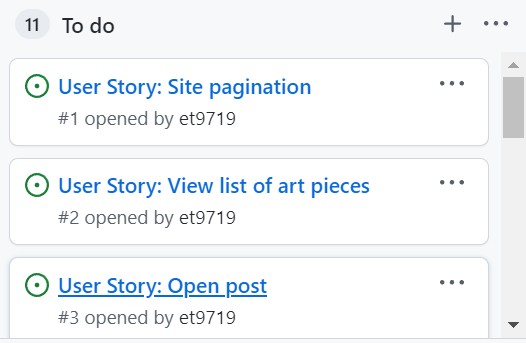 11 To do
User Story: Site pagination
#1 opened by et9719
User Story: View list of art pieces
#2 opened by et9719
User Story: Open post
#3 opened by et9719